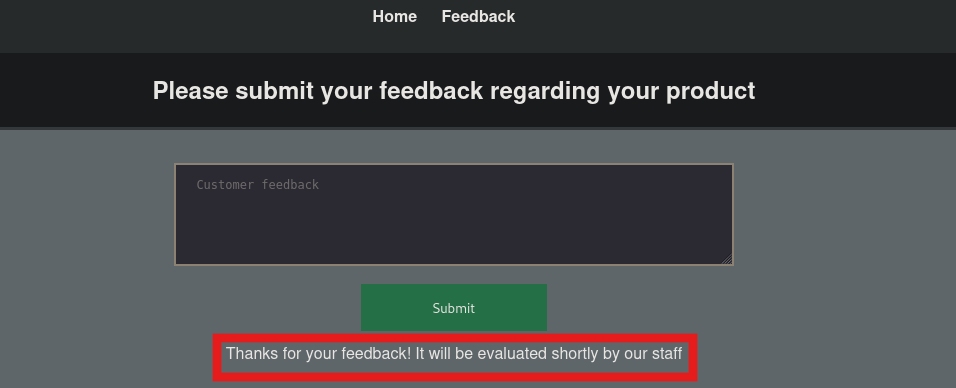 Home Feedback
Please submit your feedback regarding your product
Customer feedback
Submit
Thanks for your feedback! It will be evaluated shortly by our staff